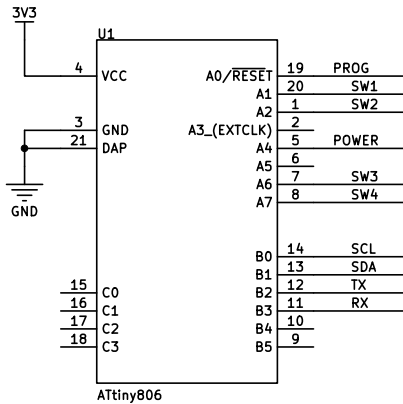 3V3
U1
4 VCC A0/RESET 19 PROG
A1 20 SW1
A2 1 SW2
3 GND A3_(EXTCLK) 2
21 DAP A4 5 POWER
A5 6
A6 7 SW3
GND A7 8 SW4
B0 14 SCL
B1 13 SDA
15 C0 B2 12 TX
16 C1 B3 11 RX
17 C2 B4 10
18 C3 B5 9
ATtiny806